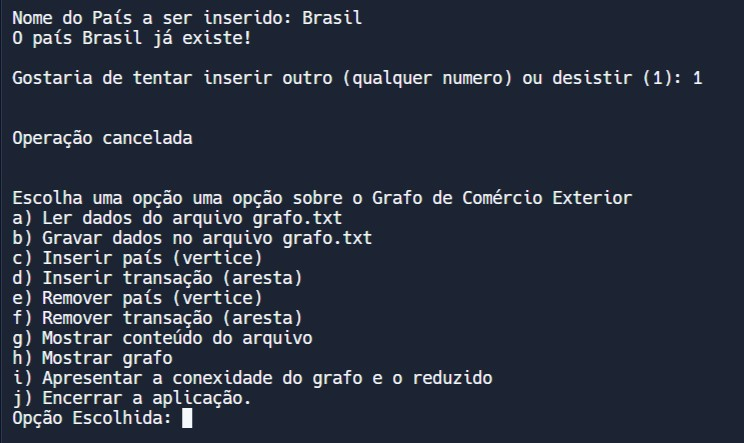 Nome do País a ser inserido: Brasil
O país Brasil já existe!
Gostaria de tentar inserir outro (qualquer numero) ou desistir (1): 1
Operação cancelada
Escolha uma opção uma opção sobre o Grafo de Comércio Exterior
a) Ler dados do arquivo grafo.txt
b) Gravar dados no arquivo grafo.txt
c) Inserir país (vertice)
d) Inserir transação (aresta)
e) Remover país (vertice)
f) Remover transação (aresta)
g) Mostrar conteúdo do arquivo
h) Mostrar grafo
i) Apresentar a conexidade do grafo e o reduzido
j) Encerrar a aplicação.
Opção Escolhida: